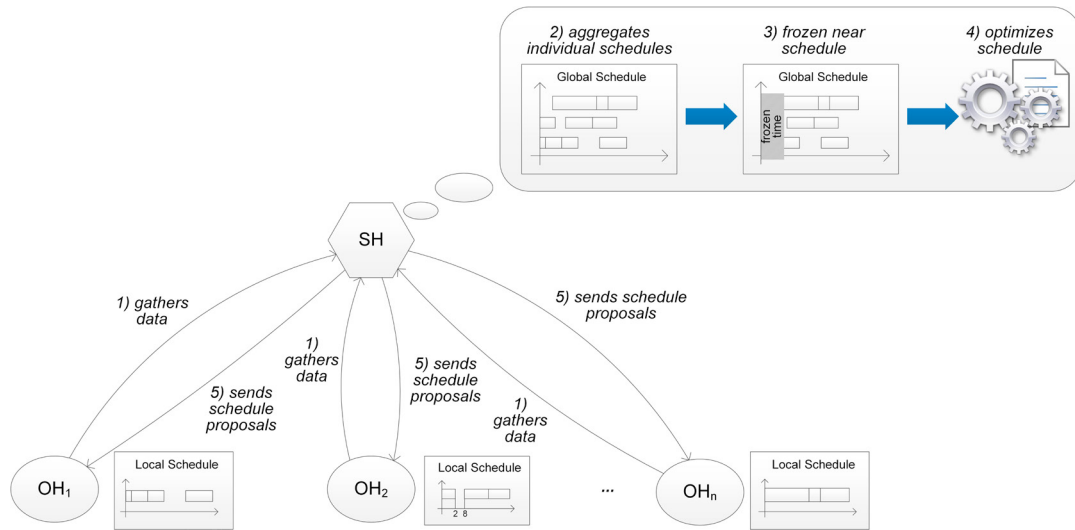 2) aggregates
individual schedules
3) frozen near
schedule
4) optimizes
schedule
Global Schedule
Global Schedule
frozen
time
SH
1) gathers
data
5) sends
schedule
proposals
1)
gathers
data
5) sends
schedule
proposals
1)
gathers
data
5) sends schedule
proposals
OH1
Local Schedule
OH2
Local Schedule
2 8
...
OHn
Local Schedule